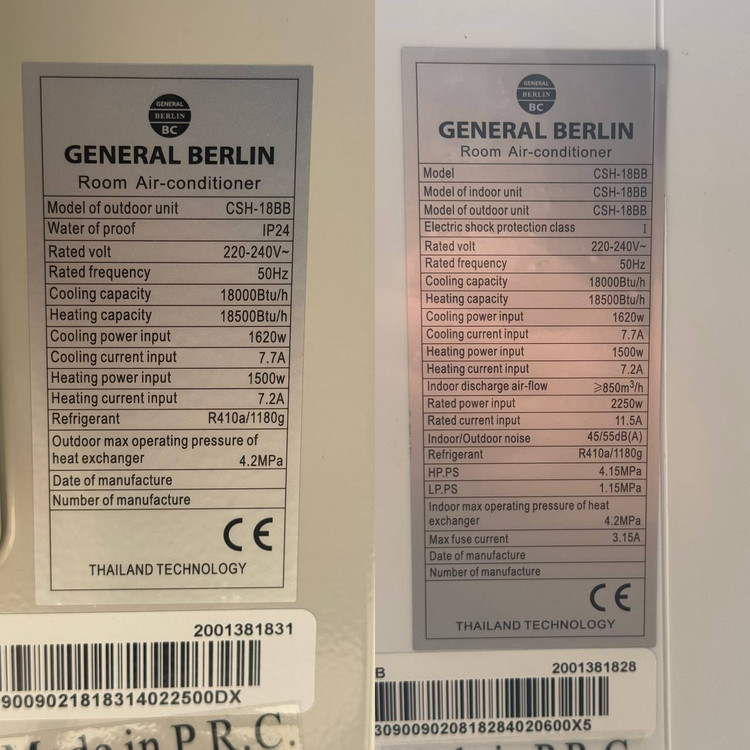 GENERAL
BERLIN
BC
GENERAL BERLIN
Room Air-conditioner
Model of outdoor unit CSH-18BB
Water of proof IP24
Rated volt 220-240V~
Rated frequency 50Hz
Cooling capacity 18000Btu/h
Heating capacity 18500Btu/h
Cooling power input 1620w
Cooling current input 7.7A
Heating power input 1500w
Heating current input 7.2A
Refrigerant R410a/1180g
Outdoor max operating pressure of
heat exchanger 4.2MPa
Date of manufacture
Number of manufacture
CE
THAILAND TECHNOLOGY
2001381831
9009021818314022500DX
Made in P.R.C.
GENERAL
BERLIN
BC
GENERAL BERLIN
Room Air-conditioner
Model CSH-18BB
Model of indoor unit CSH-18BB
Model of outdoor unit CSH-18BB
Electric shock protection class I
Rated volt 220-240V~
Rated frequency 50Hz
Cooling capacity 18000Btu/h
Heating capacity 18500Btu/h
Cooling power input 1620w
Cooling current input 7.7A
Heating power input 1500w
Heating current input 7.2A
Indoor discharge air-flow ≥850m³/h
Rated power input 2250w
Rated current input 11.5A
Indoor/Outdoor noise 45/55dB(A)
Refrigerant R410a/1180g
HP.PS 4.15MPa
LP.PS 1.15MPa
Indoor max operating pressure of heat
exchanger 4.2MPa
Max fuse current 3.15A
Date of manufacture
Number of manufacture
CE
THAILAND TECHNOLOGY
B 2001381828
309009020818284020600X5